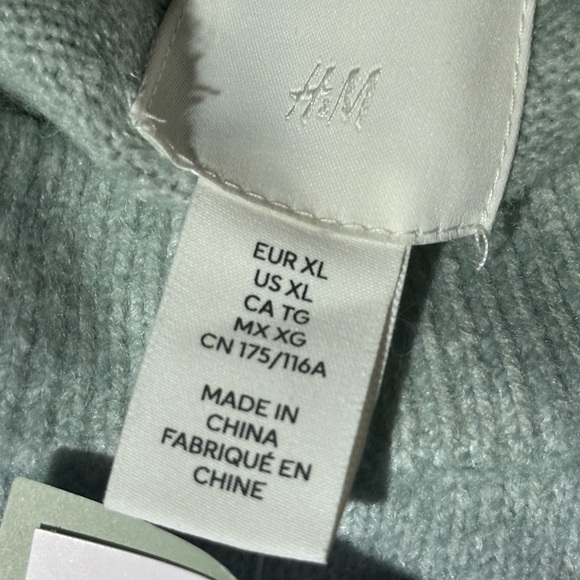 H&M
EUR XL
US XL
CA TG
MX XG
CN 175/116A
MADE IN
CHINA
FABRIQUÉ EN
CHINE